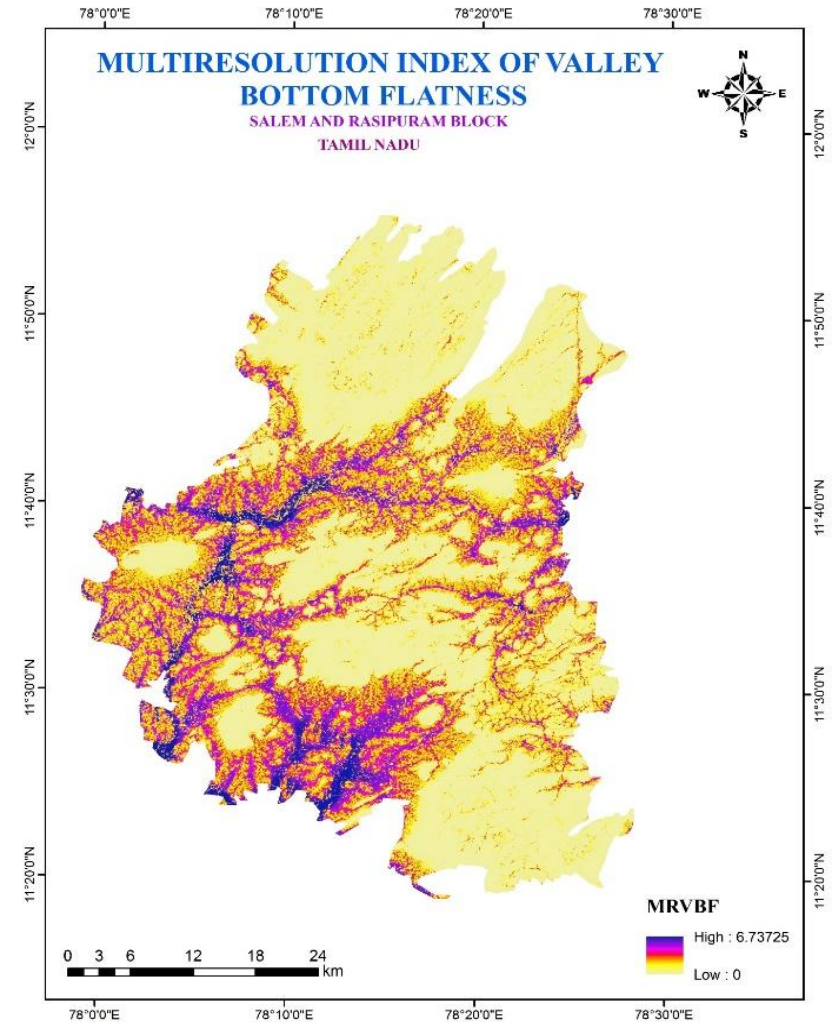 78°0'0"E 78°10'0"E 78°20'0"E 78°30'0"E
MULTIRESOLUTION INDEX OF VALLEY
BOTTOM FLATNESS
SALEM AND RASIPURAM BLOCK
TAMIL NADU
N
W E
S
12°0'0"N 12°0'0"N
11°50'0"N 11°50'0"N
11°40'0"N 11°40'0"N
11°30'0"N 11°30'0"N
11°20'0"N 11°20'0"N
MRVBF
High : 6.73725
Low : 0
0 3 6 12 18 24
km
78°0'0"E 78°10'0"E 78°20'0"E 78°30'0"E